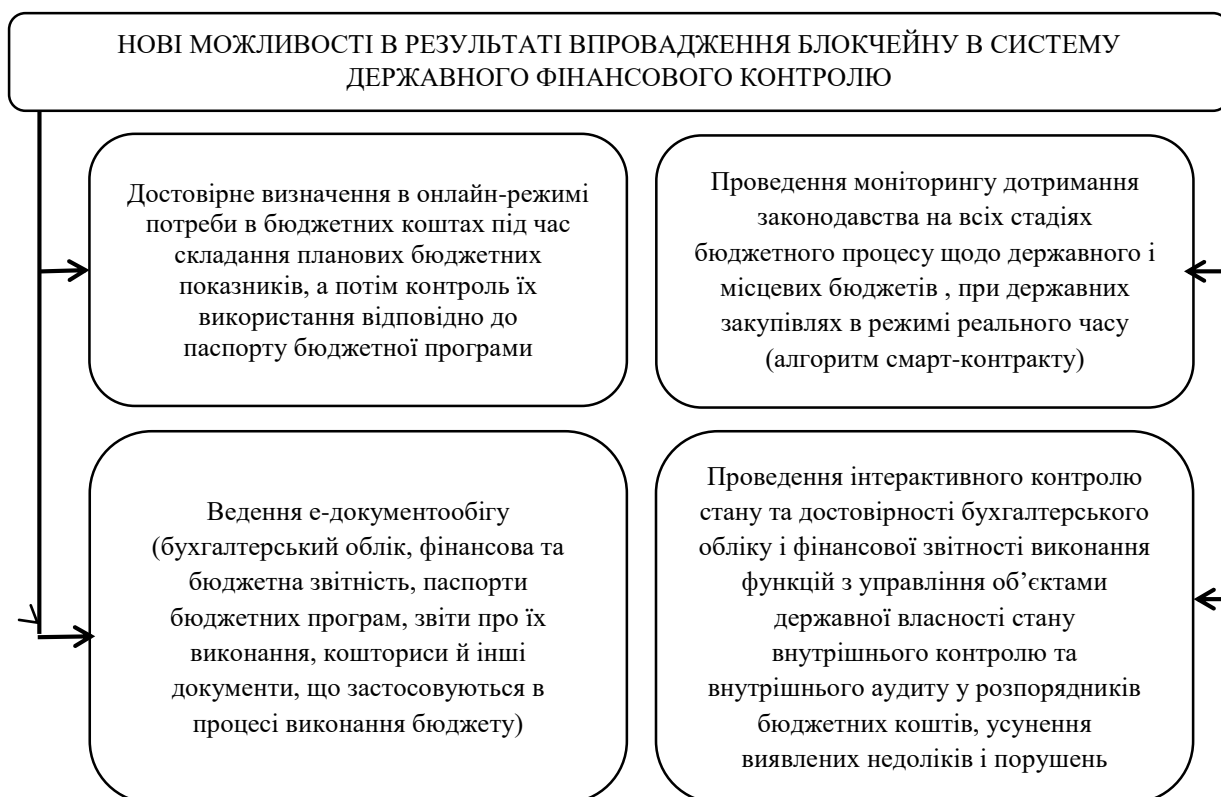 НОВІ МОЖЛИВОСТІ В РЕЗУЛЬТАТІ ВПРОВАДЖЕННЯ БЛОКЧЕЙНУ В СИСТЕМУ
ДЕРЖАВНОГО ФІНАНСОВОГО КОНТРОЛЮ
Достовірне визначення в онлайн-режимі
потреби в бюджетних коштах під час
складання планових бюджетних
показників, а потім контроль їх
використання відповідно до
паспорту бюджетної програми
Проведення моніторингу дотримання
законодавства на всіх стадіях
бюджетного процесу щодо державного і
місцевих бюджетів , при державних
закупівлях в режимі реального часу
(алгоритм смарт-контракту)
Ведення е-документообігу
(бухгалтерський облік, фінансова та
бюджетна звітність, паспорти
бюджетних програм, звіти про їх
виконання, кошториси й інші
документи, що застосовуються в
процесі виконання бюджету)
Проведення інтерактивного контролю
стану та достовірності бухгалтерського
обліку і фінансової звітності виконання
функцій з управління об’єктами
державної власності стану
внутрішнього контролю та
внутрішнього аудиту у розпорядників
бюджетних коштів, усунення
виявлених недоліків і порушень